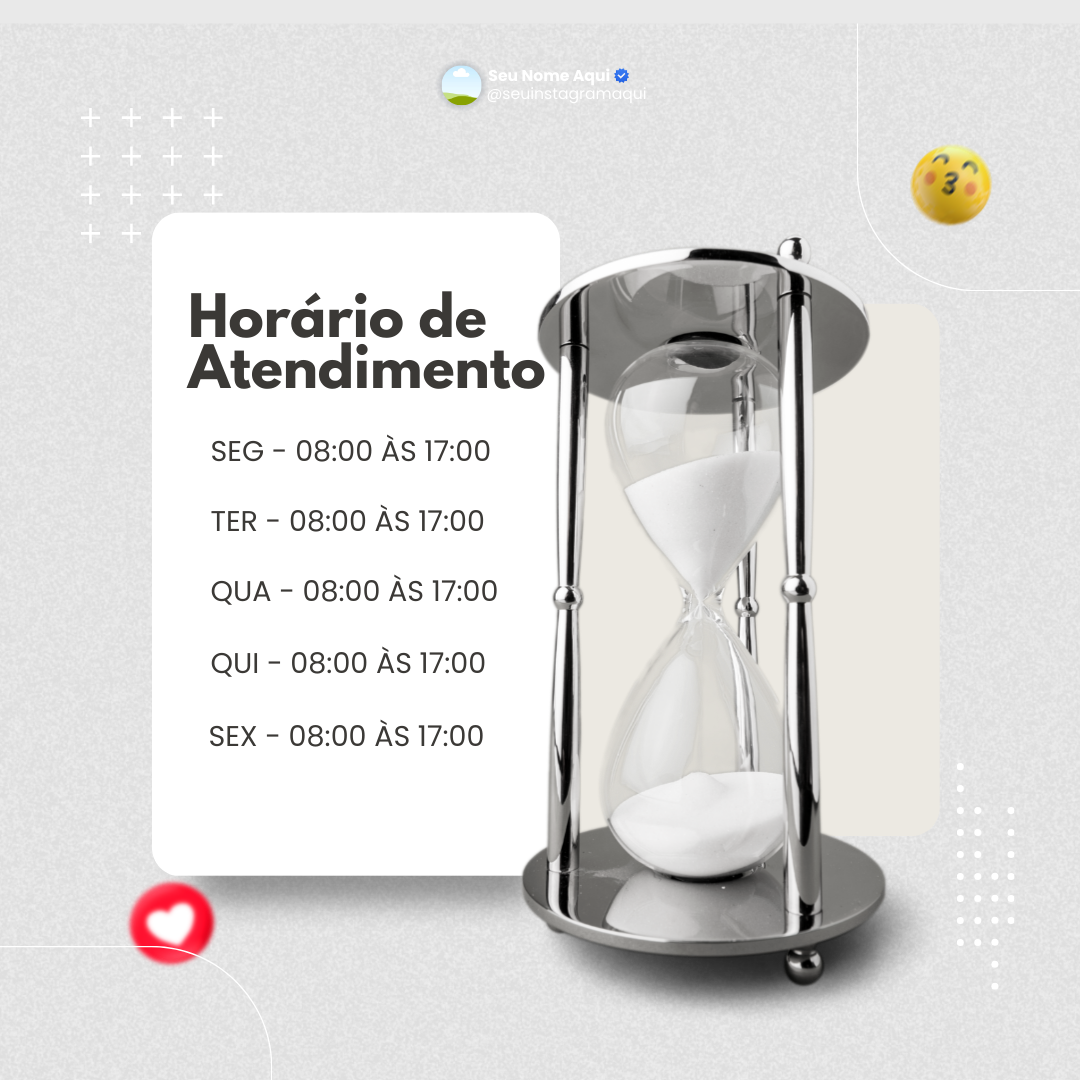 Seu Nome Aqui
@seuinstagramaqui
Horário de
Atendimento
SEG - 08:00 ÀS 17:00
TER - 08:00 ÀS 17:00
QUA - 08:00 ÀS 17:00
QUI - 08:00 ÀS 17:00
SEX - 08:00 ÀS 17:00